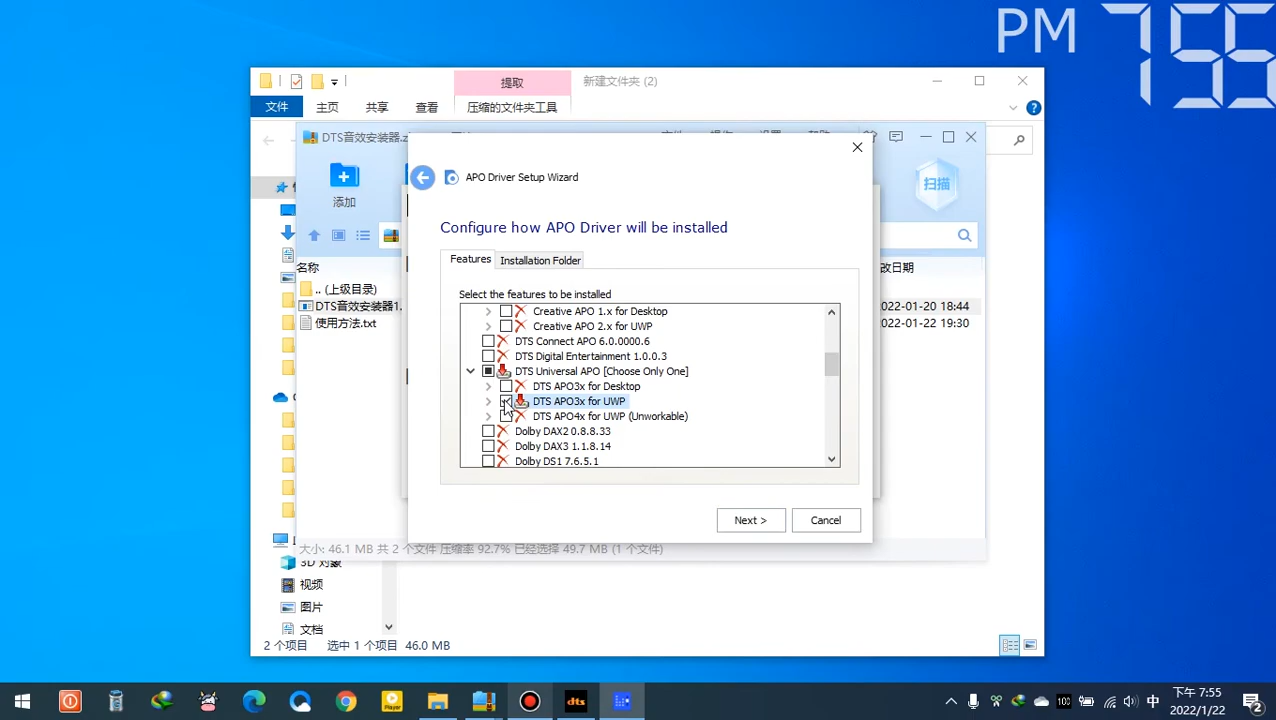 PM 7:55
提取
新建文件夹 (2)
文件
主页
共享
查看
压缩的文件夹工具
DTS音效安装器.z
添加
扫描
APO Driver Setup Wizard
Configure how APO Driver will be installed
Features
Installation Folder
Select the features to be installed
Creative APO 1.x for Desktop
Creative APO 2.x for UWP
DTS Connect APO 6.0.0000.6
DTS Digital Entertainment 1.0.0.3
DTS Universal APO [Choose Only One]
DTS APO3x for Desktop
DTS APO3x for UWP
DTS APO4x for UWP (Unworkable)
Dolby DAX2 0.8.8.33
Dolby DAX3 1.1.8.14
Dolby DS1 7.6.5.1
Next >
Cancel
名称
改日期
.. (上级目录)
DTS音效安装器1.
2022-01-20 18:44
使用方法.txt
2022-01-22 19:30
大小: 46.1 MB 共 2 个文件 压缩率 92.7% 已经选择 49.7 MB (1 个文件)
3D 对象
视频
图片
文档
2 个项目
选中 1 个项目 46.0 MB
dts
100
中
下午 7:55
2022/1/22
2